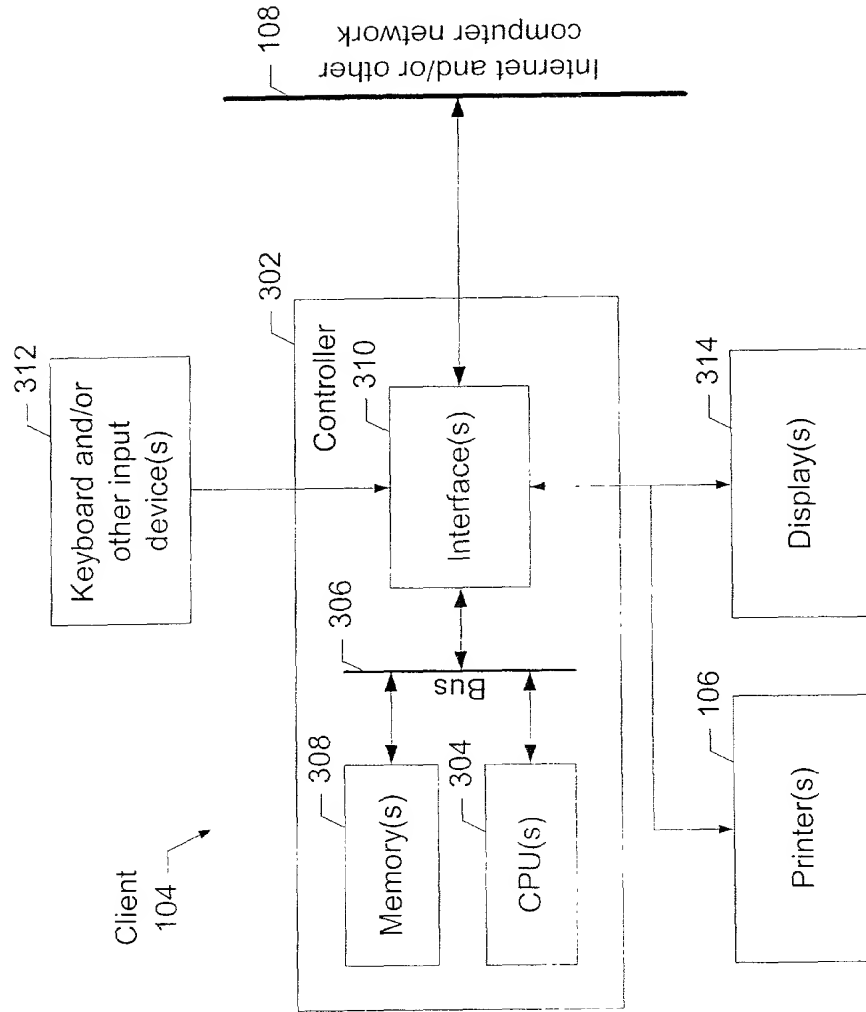 Client
104
Keyboard and/or
other input
device(s)
312
302
Controller
Memory(s)
308
CPU(s)
304
Bus
306
Interface(s)
310
Internet and/or other
computer network
108
Printer(s)
106
Display(s)
314